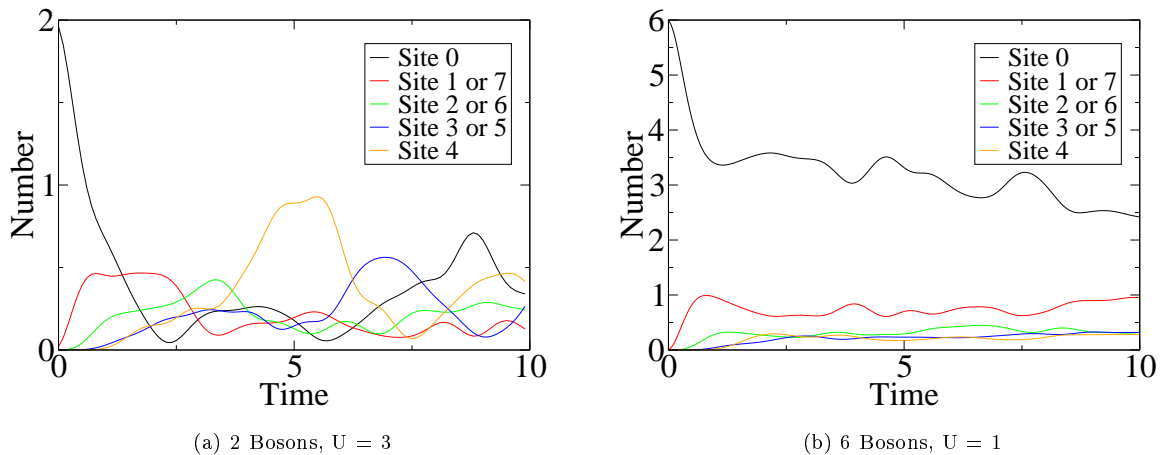 2
1
0
0
5
10
Number
Time
Site 0
Site 1 or 7
Site 2 or 6
Site 3 or 5
Site 4
(a) 2 Bosons, U = 3
6
5
4
3
2
1
0
0
5
10
Number
Time
Site 0
Site 1 or 7
Site 2 or 6
Site 3 or 5
Site 4
(b) 6 Bosons, U = 1